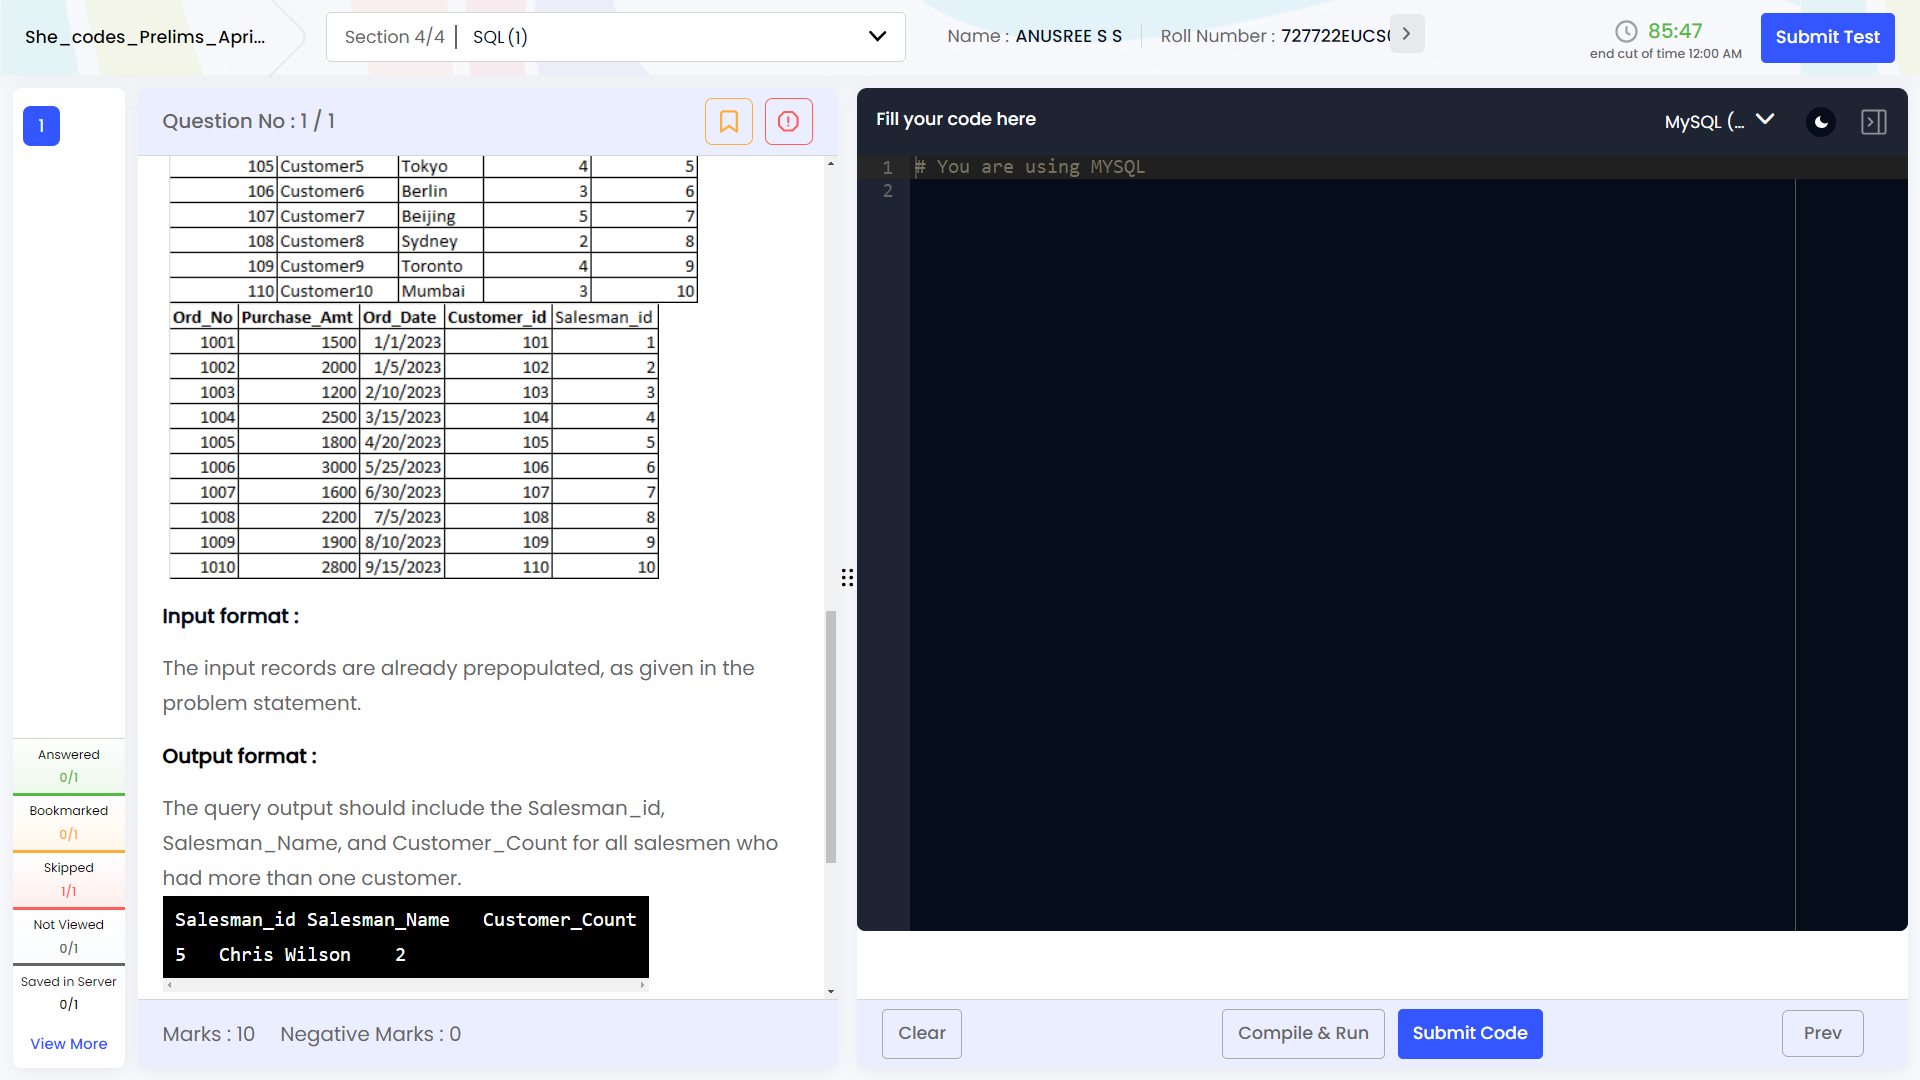 She_codes_Prelims_Apri...
Section 4/4 | SQL (1)
Name : ANUSREE S S
Roll Number : 727722EUCS
85:47
end cut of time 12:00 AM
Submit Test
1
Question No : 1 / 1
105 Customer5 Tokyo 4 5
106 Customer6 Berlin 3 6
107 Customer7 Beijing 5 7
108 Customer8 Sydney 2 8
109 Customer9 Toronto 4 9
110 Customer10 Mumbai 3 10
Ord_No Purchase_Amt Ord_Date Customer_id Salesman_id
1001 1500 1/1/2023 101 1
1002 2000 1/5/2023 102 2
1003 1200 2/10/2023 103 3
1004 2500 3/15/2023 104 4
1005 1800 4/20/2023 105 5
1006 3000 5/25/2023 106 6
1007 1600 6/30/2023 107 7
1008 2200 7/5/2023 108 8
1009 1900 8/10/2023 109 9
1010 2800 9/15/2023 110 10
Input format :
The input records are already prepopulated, as given in the
problem statement.
Output format :
The query output should include the Salesman_id,
Salesman_Name, and Customer_Count for all salesmen who
had more than one customer.
Salesman_id Salesman_Name Customer_Count
5 Chris Wilson 2
Marks : 10 Negative Marks : 0
Answered
0/1
Bookmarked
0/1
Skipped
1/1
Not Viewed
0/1
Saved in Server
0/1
View More
Fill your code here
MySQL (...
1 # You are using MYSQL
2
Clear
Compile & Run
Submit Code
Prev